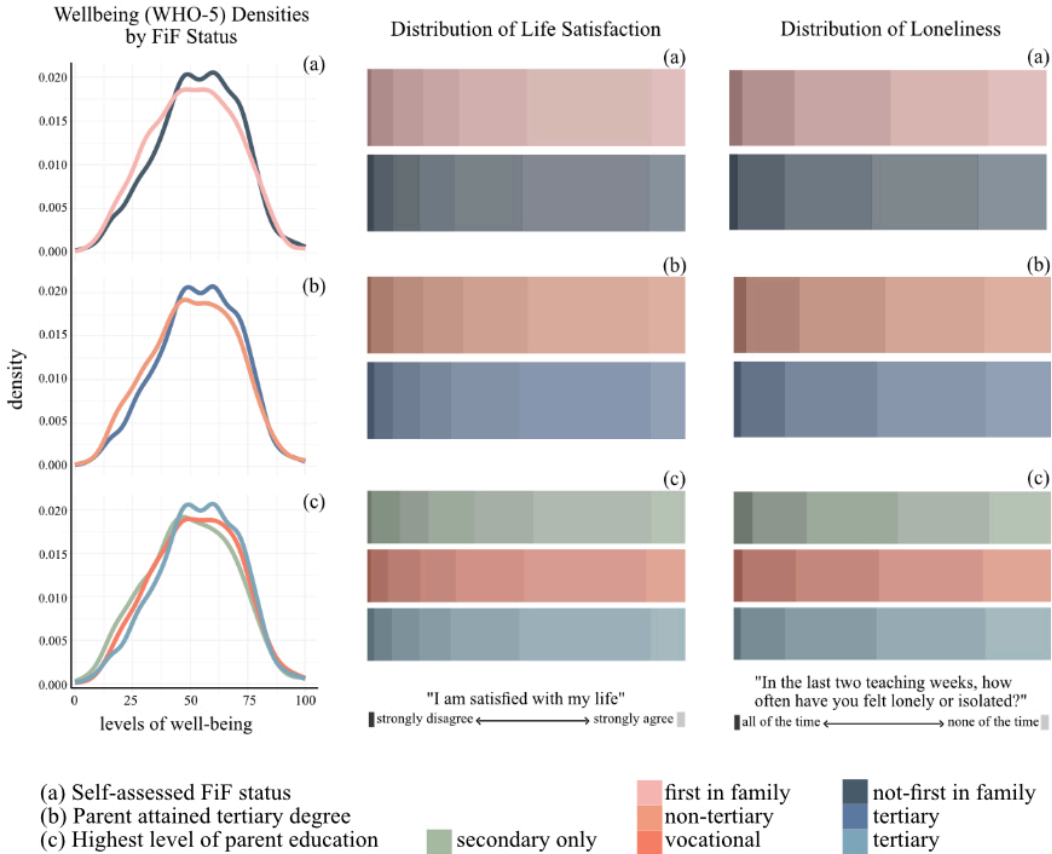 Wellbeing (WHO-5) Densities
by FiF Status
Distribution of Life Satisfaction
Distribution of Loneliness
(a)
(a)
(a)
0.020
0.015
0.010
0.005
0.000
(b)
(b)
(b)
0.020
0.015
0.010
0.005
0.000
density
(c)
(c)
(c)
0.020
0.015
0.010
0.005
0.000
0
25
50
75
100
levels of well-being
"I am satisfied with my life"
strongly disagree
strongly agree
"In the last two teaching weeks, how
often have you felt lonely or isolated?"
all of the time
none of the time
(a) Self-assessed FiF status
(b) Parent attained tertiary degree
(c) Highest level of parent education
secondary only
first in family
non-tertiary
vocational
not-first in family
tertiary
tertiary